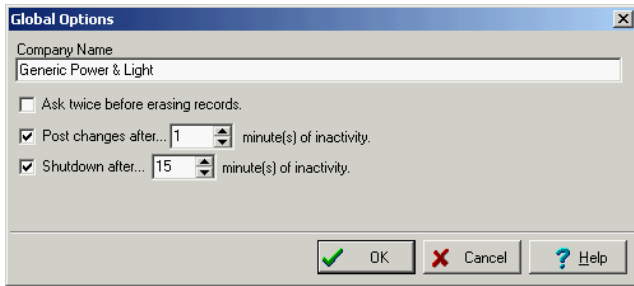 Global Options
Company Name
Generic Power & Light
Ask twice before erasing records.
Post changes after... 1 minute(s) of inactivity.
Shutdown after... 15 minute(s) of inactivity.
OK Cancel Help